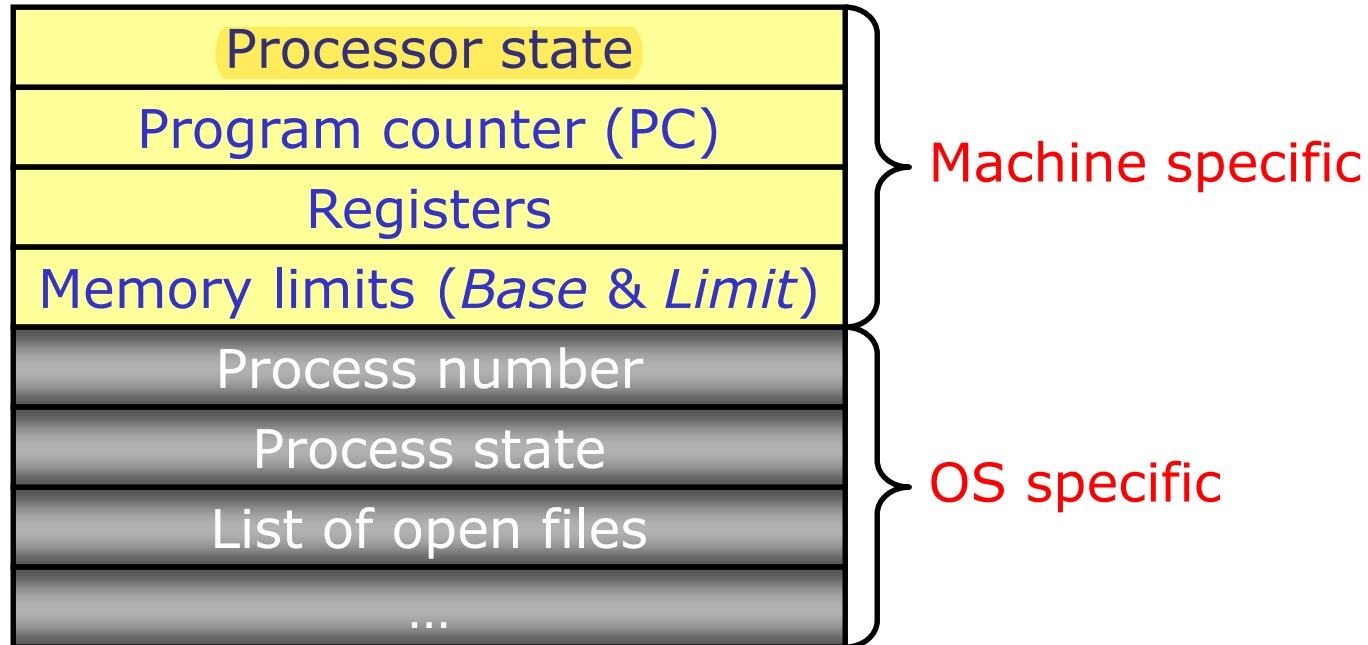 Processor state
Program counter (PC)
Machine specific
Registers
Memory limits (Base & Limit)
Process number
Process state
OS specific
List of open files
...